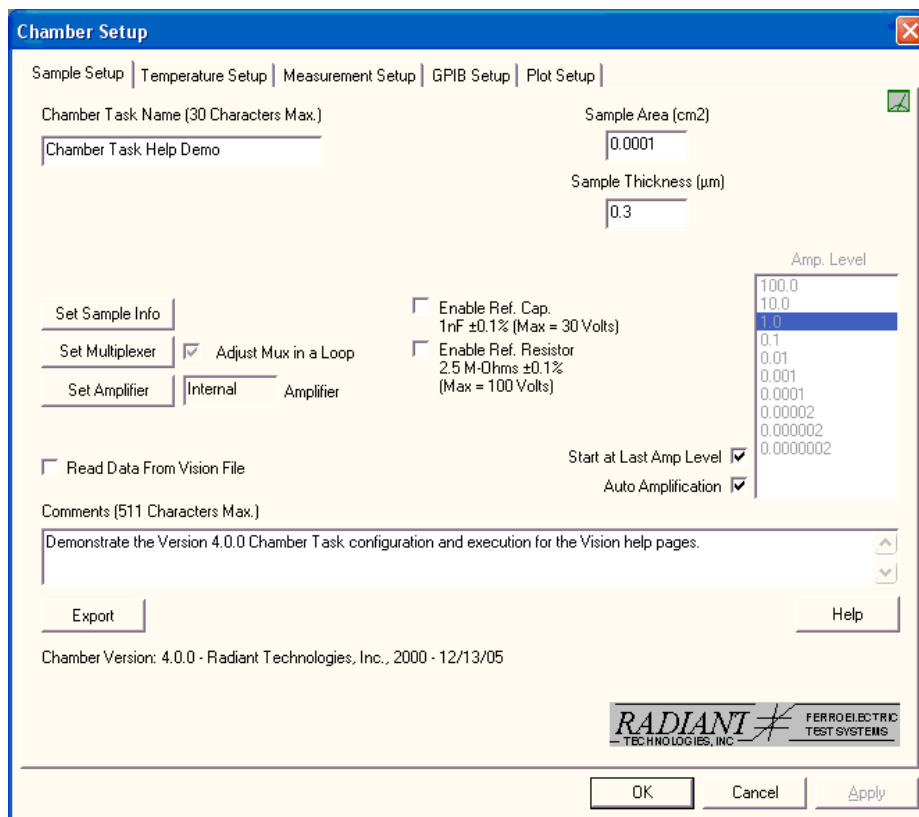 Chamber Setup
Sample Setup
Temperature Setup
Measurement Setup
GPIB Setup
Plot Setup
Chamber Task Name (30 Characters Max.)
Chamber Task Help Demo
Sample Area (cm2)
0.0001
Sample Thickness (µm)
0.3
Amp. Level
100.0
10.0
1.0
0.1
0.01
0.001
0.0001
0.00002
0.000002
0.0000002
Set Sample Info
Set Multiplexer
Adjust Mux in a Loop
Set Amplifier
Internal
Amplifier
Enable Ref. Cap.
1nF ±0.1% (Max = 30 Volts)
Enable Ref. Resistor
2.5 M-Ohms ±0.1%
(Max = 100 Volts)
Read Data From Vision File
Start at Last Amp Level
Auto Amplification
Comments (511 Characters Max.)
Demonstrate the Version 4.0.0 Chamber Task configuration and execution for the Vision help pages.
Export
Help
Chamber Version: 4.0.0 - Radiant Technologies, Inc., 2000 - 12/13/05
RADIANT
TECHNOLOGIES, INC
FERROELECTRIC
TEST SYSTEMS
OK
Cancel
Apply